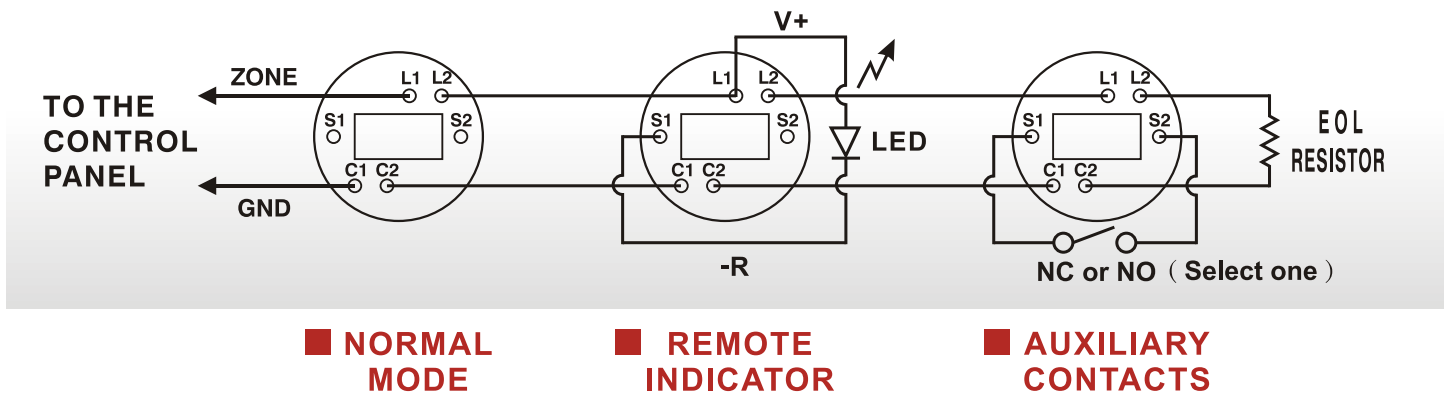 V+
ZONE
TO THE
CONTROL
PANEL
GND
L1 L2
S1 S2
C1 C2
L1 L2
S1 S2
C1 C2
LED
-R
L1 L2
S1 S2
C1 C2
EOL
RESISTOR
NC or NO （ Select one ）
NORMAL
MODE
REMOTE
INDICATOR
AUXILIARY
CONTACTS